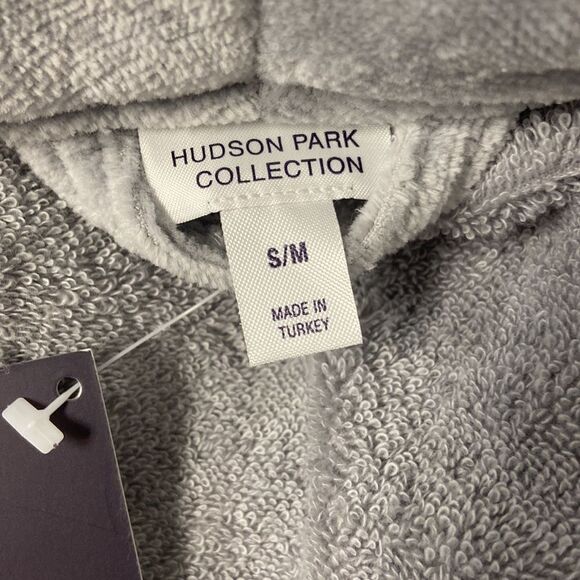 HUDSON PARK
COLLECTION
S/M
MADE IN
TURKEY